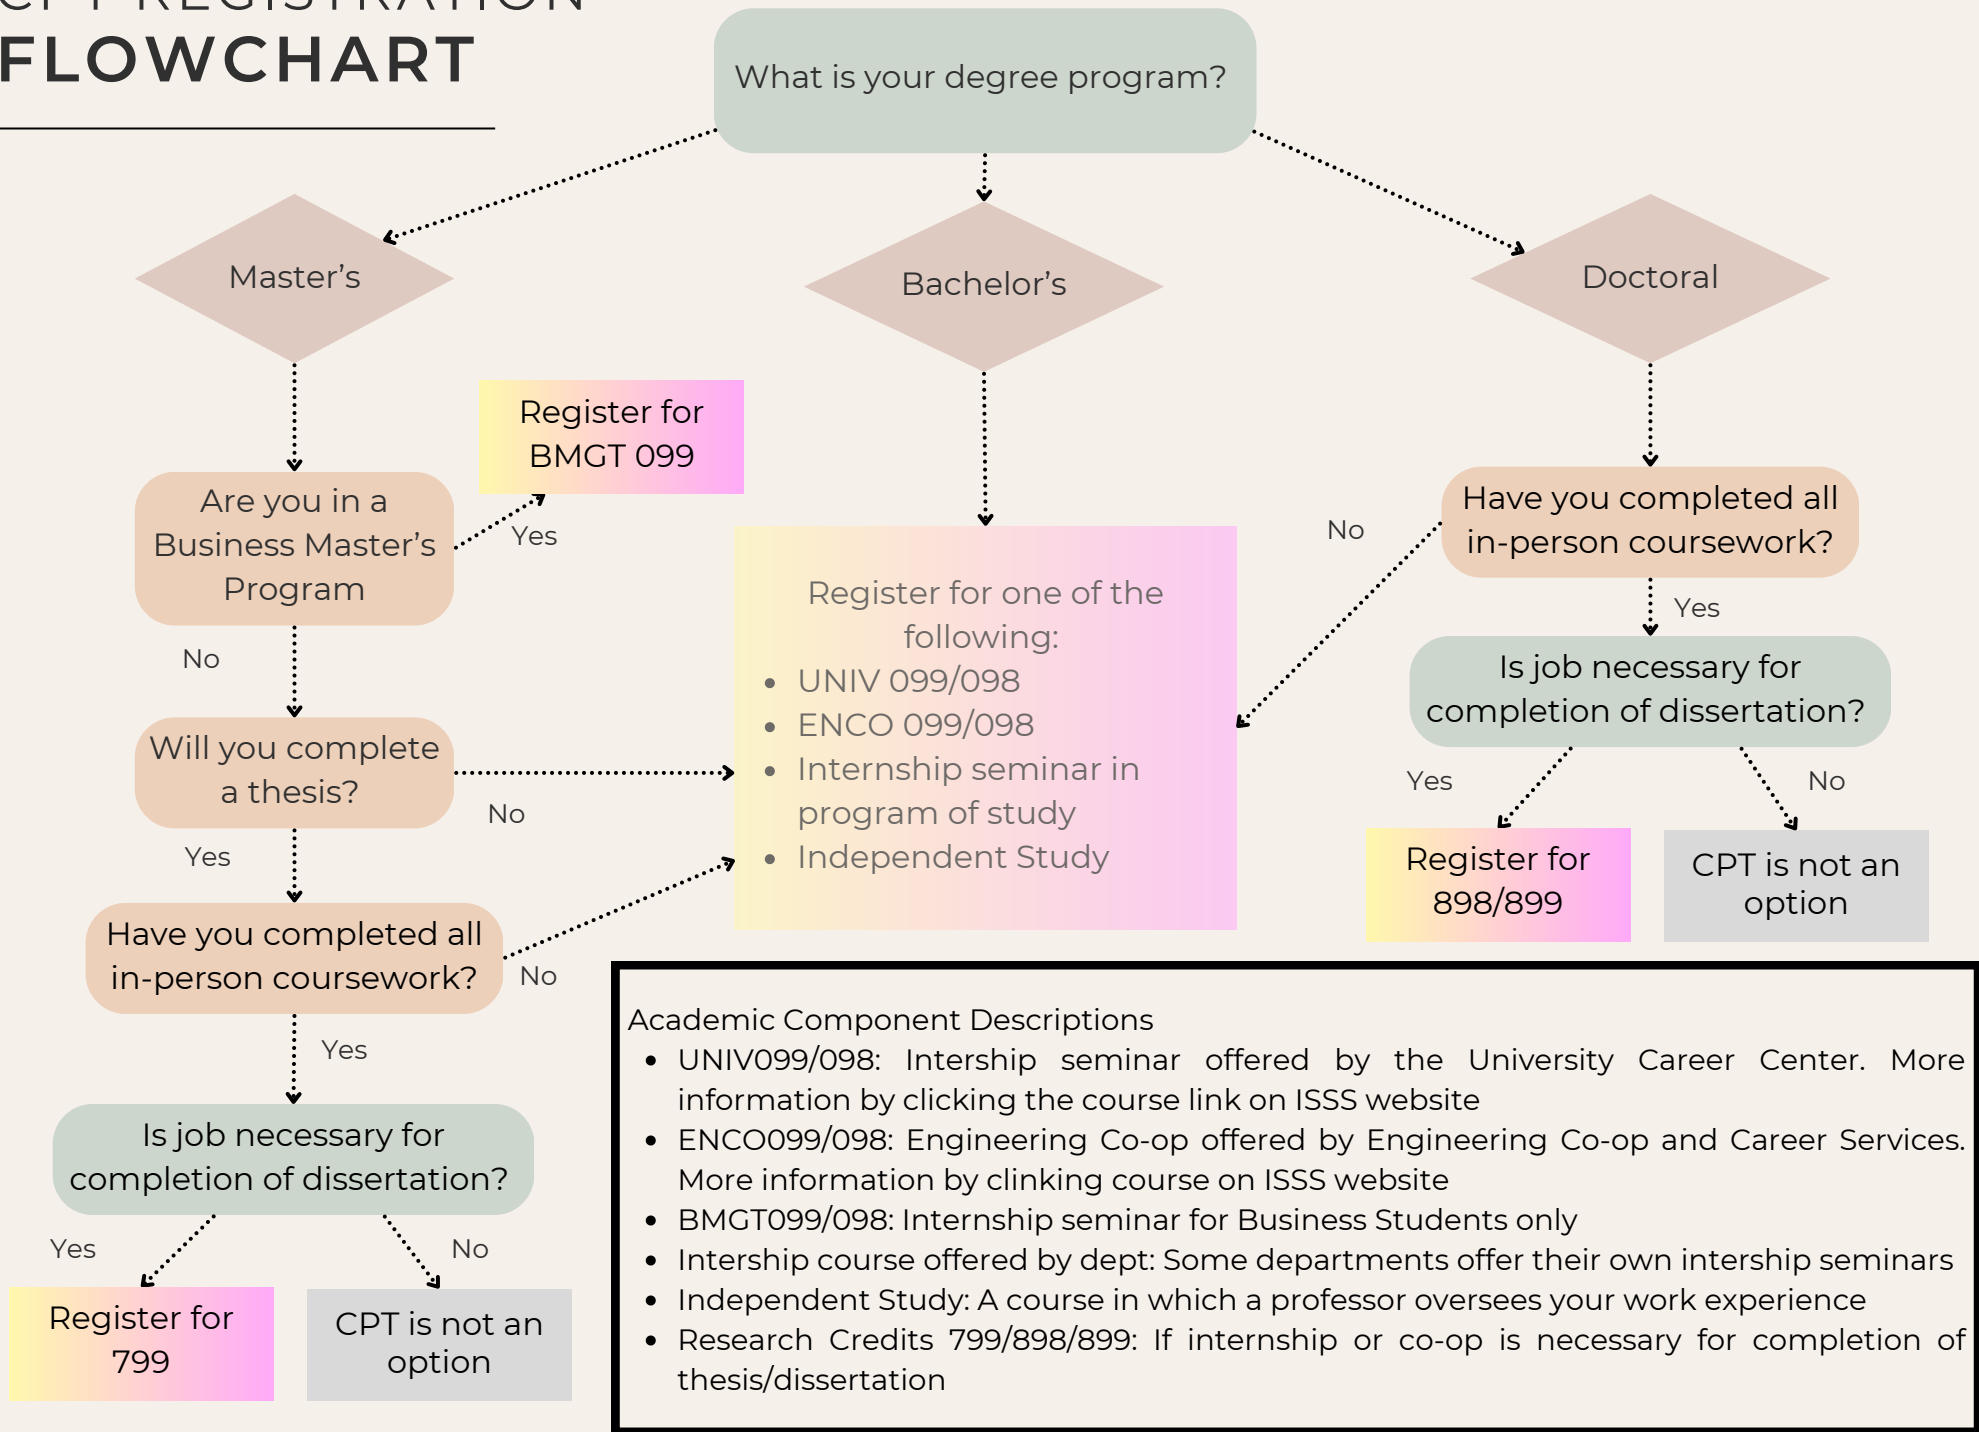 CPT REGISTRATION
FLOWCHART
What is your degree program?
Master's
Bachelor's
Doctoral
Register for
BMGT 099
Are you in a
Business Master's
Program
Yes
No
Will you complete
a thesis?
No
Yes
Have you completed all
in-person coursework?
No
Yes
Is job necessary for
completion of dissertation?
Yes
No
Register for
799
CPT is not an
option
Register for one of the
following:
• UNIV 099/098
• ENCO 099/098
• Internship seminar in
program of study
• Independent Study
Have you completed all
in-person coursework?
No
Yes
Is job necessary for
completion of dissertation?
Yes
No
Register for
898/899
CPT is not an
option
Academic Component Descriptions
• UNIV099/098: Intership seminar offered by the University Career Center. More
information by clicking the course link on ISSS website
• ENCO099/098: Engineering Co-op offered by Engineering Co-op and Career Services.
More information by clinking course on ISSS website
• BMGT099/098: Internship seminar for Business Students only
• Intership course offered by dept: Some departments offer their own intership seminars
• Independent Study: A course in which a professor oversees your work experience
• Research Credits 799/898/899: If internship or co-op is necessary for completion of
thesis/dissertation